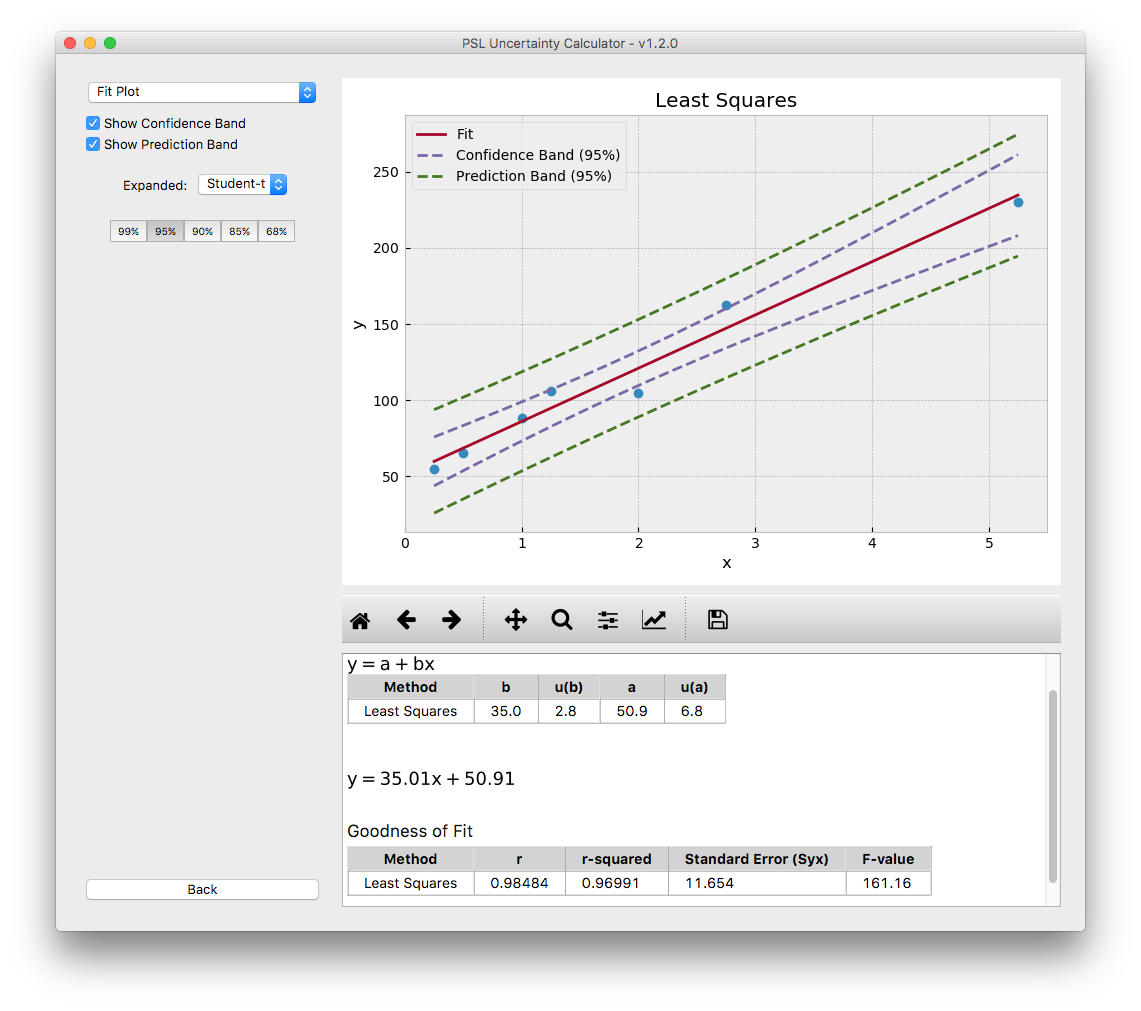 PSL Uncertainty Calculator - v1.2.0
Fit Plot
Show Confidence Band
Show Prediction Band
Expanded: Student-t
99% 95% 90% 85% 68%
Back
Least Squares
Fit
Confidence Band (95%)
Prediction Band (95%)
y
250
200
150
100
50
0 1 2 3 4 5
x
y = a + bx
Method b u(b) a u(a)
Least Squares 35.0 2.8 50.9 6.8
y = 35.01x + 50.91
Goodness of Fit
Method r r-squared Standard Error (Syx) F-value
Least Squares 0.98484 0.96991 11.654 161.16